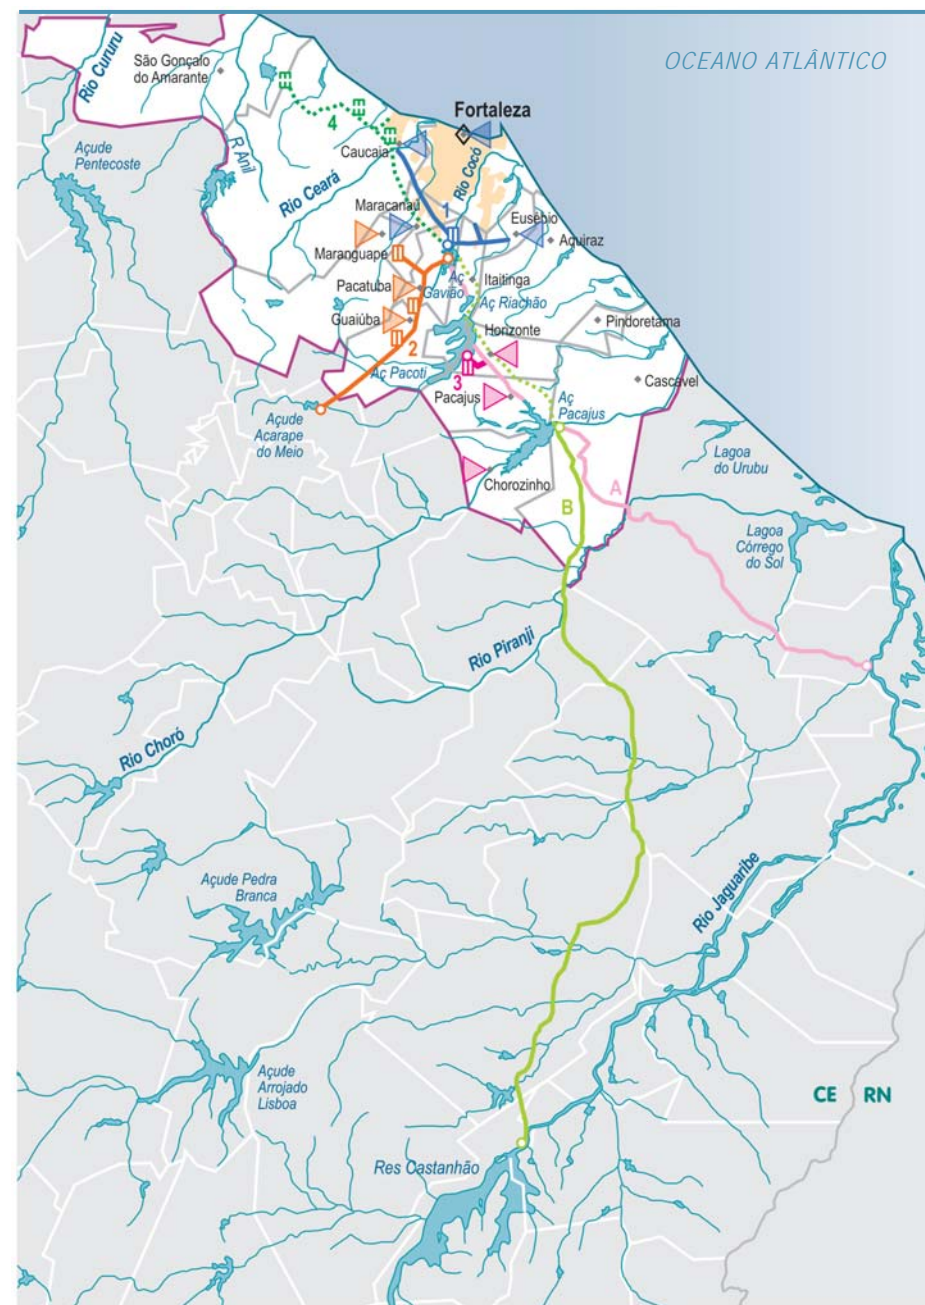 OCEANO ATLÂNTICO
Rio Cururu
São Gonçalo
do Amarante
EE
EE
4
EE
Fortaleza
Açude
Pentecoste
R Anil
Caucaia
Rio Cocó
Rio Ceará
Maracanaú
1
Eusébio
Aquiraz
Maranguape
Aç
Gavião
Itaitinga
Pacatuba
Aç Riachão
Guaiúba
2
Horizonte
Pindoretama
Aç Pacoti
3
Cascavel
Pacajus
Aç
Pacajus
Açude
Acarape
do Meio
Chorozinho
Lagoa
do Urubu
A
B
Lagoa
Córrego
do Sol
Rio Piranji
Rio Choró
Açude Pedra
Branca
Rio Jaguaribe
Açude
Arrojado
Lisboa
CE
RN
Res Castanhão